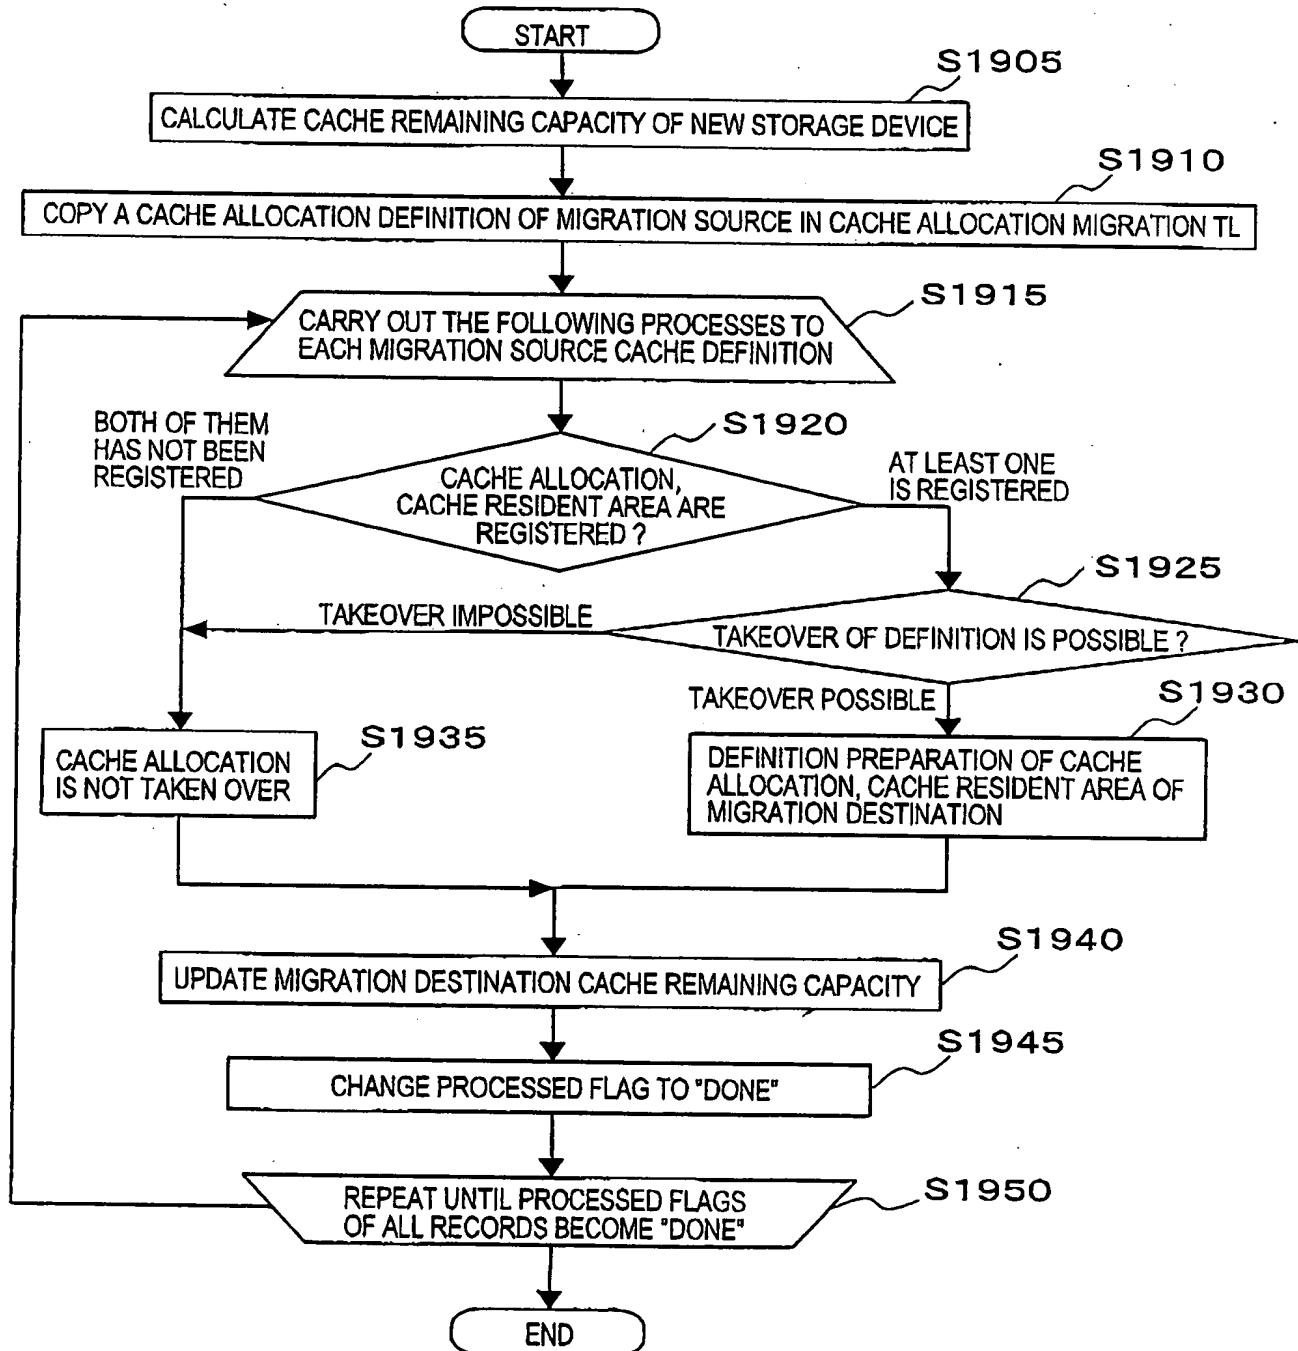 START
S1905
CALCULATE CACHE REMAINING CAPACITY OF NEW STORAGE DEVICE
S1910
COPY A CACHE ALLOCATION DEFINITION OF MIGRATION SOURCE IN CACHE ALLOCATION MIGRATION TL
S1915
CARRY OUT THE FOLLOWING PROCESSES TO
EACH MIGRATION SOURCE CACHE DEFINITION
BOTH OF THEM
HAS NOT BEEN
REGISTERED
S1920
CACHE ALLOCATION,
CACHE RESIDENT AREA ARE
REGISTERED ?
AT LEAST ONE
IS REGISTERED
S1925
TAKEOVER IMPOSSIBLE
TAKEOVER OF DEFINITION IS POSSIBLE ?
TAKEOVER POSSIBLE
S1930
S1935
CACHE ALLOCATION
IS NOT TAKEN OVER
DEFINITION PREPARATION OF CACHE
ALLOCATION, CACHE RESIDENT AREA OF
MIGRATION DESTINATION
S1940
UPDATE MIGRATION DESTINATION CACHE REMAINING CAPACITY
S1945
CHANGE PROCESSED FLAG TO "DONE"
S1950
REPEAT UNTIL PROCESSED FLAGS
OF ALL RECORDS BECOME "DONE"
END